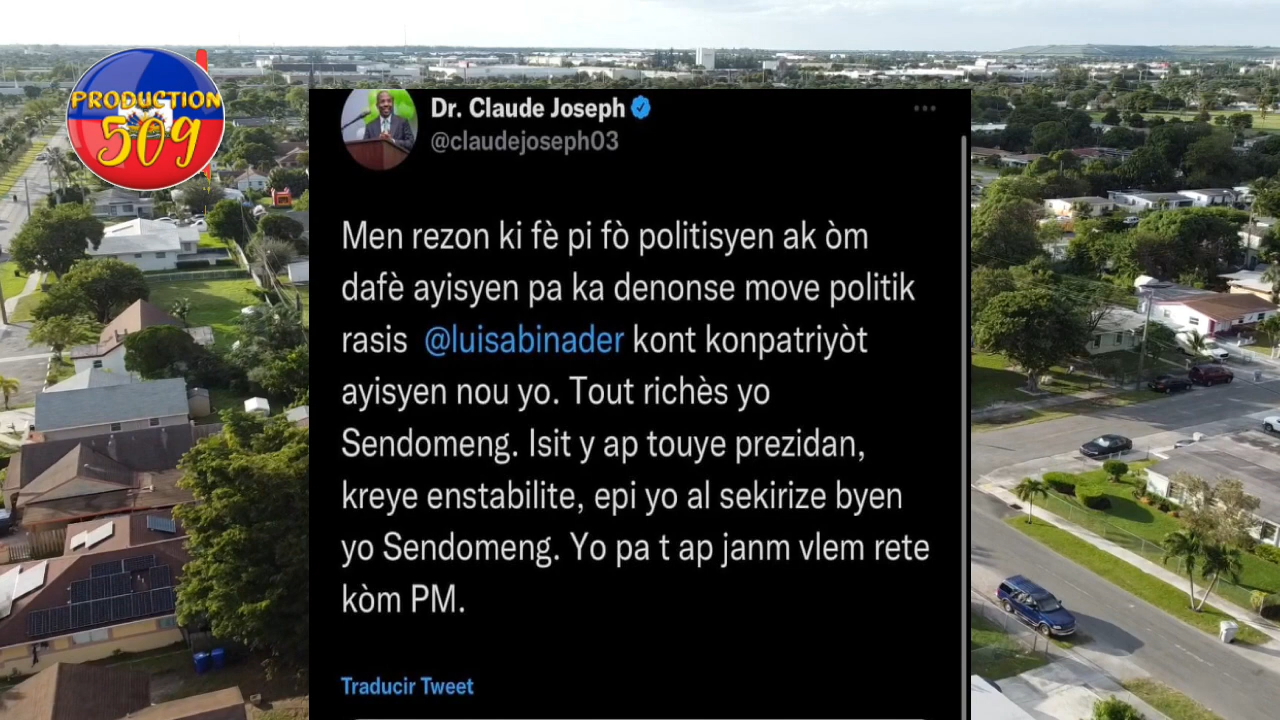 PRODUCTION
509
Dr. Claude Joseph
@claudejoseph03
Men rezon ki fè pi fò politisyen ak òm
dafè ayisyen pa ka denonse move politik
rasis @luisabinader kont konpatriyòt
ayisyen nou yo. Tout richès yo
Sendomeng. Isit y ap touye prezidan,
kreye enstabilite, epi yo al sekirize byen
yo Sendomeng. Yo pa t ap janm vlem rete
kòm PM.
Traducir Tweet